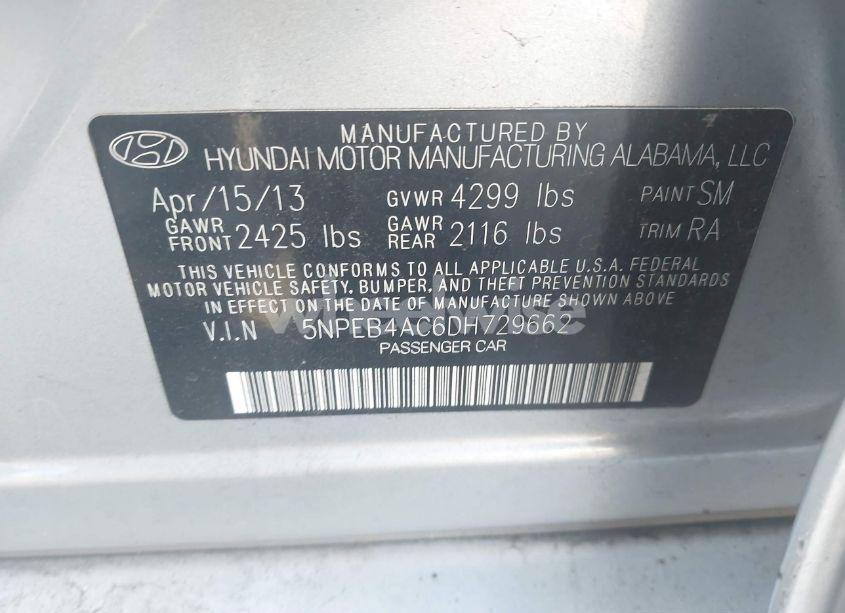 MANUFACTURED BY
HYUNDAI MOTOR MANUFACTURING ALABAMA, LLC
Apr/15/13 GVWR 4299 lbs PAINT SM
GAWR FRONT 2425 lbs GAWR REAR 2116 lbs TRIM RA
THIS VEHICLE CONFORMS TO ALL APPLICABLE U.S.A. FEDERAL
MOTOR VEHICLE SAFETY, BUMPER, AND THEFT PREVENTION STANDARDS
IN EFFECT ON THE DATE OF MANUFACTURE SHOWN ABOVE.
V.I.N 5NPEB4AC6DH729662
PASSENGER CAR
wheelwise